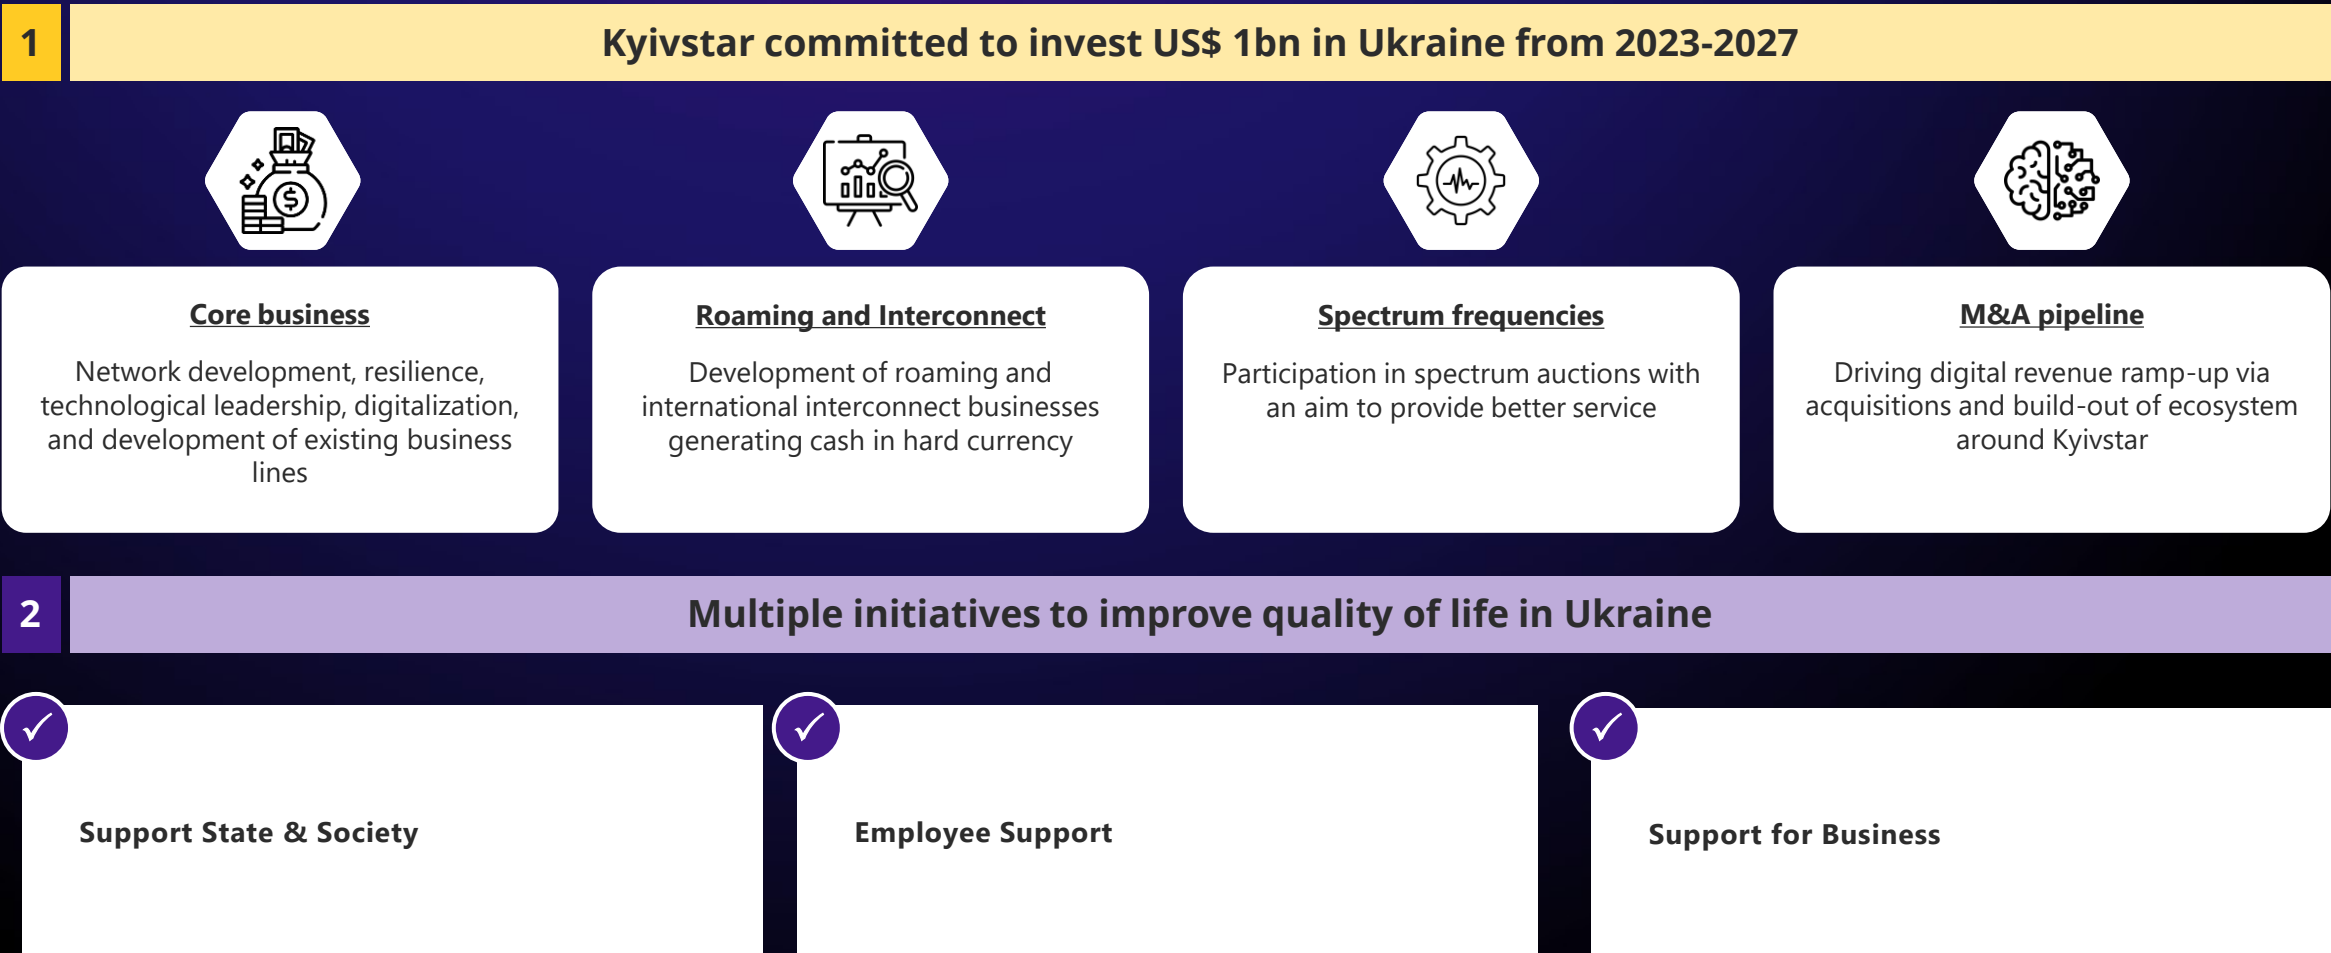 1
Kyivstar committed to invest US$ 1bn in Ukraine from 2023-2027
Core business
Network development, resilience,
technological leadership, digitalization,
and development of existing business
lines
Roaming and Interconnect
Development of roaming and
international interconnect businesses
generating cash in hard currency
Spectrum frequencies
Participation in spectrum auctions with
an aim to provide better service
M&A pipeline
Driving digital revenue ramp-up via
acquisitions and build-out of ecosystem
around Kyivstar
2
Multiple initiatives to improve quality of life in Ukraine
Support State & Society
Employee Support
Support for Business